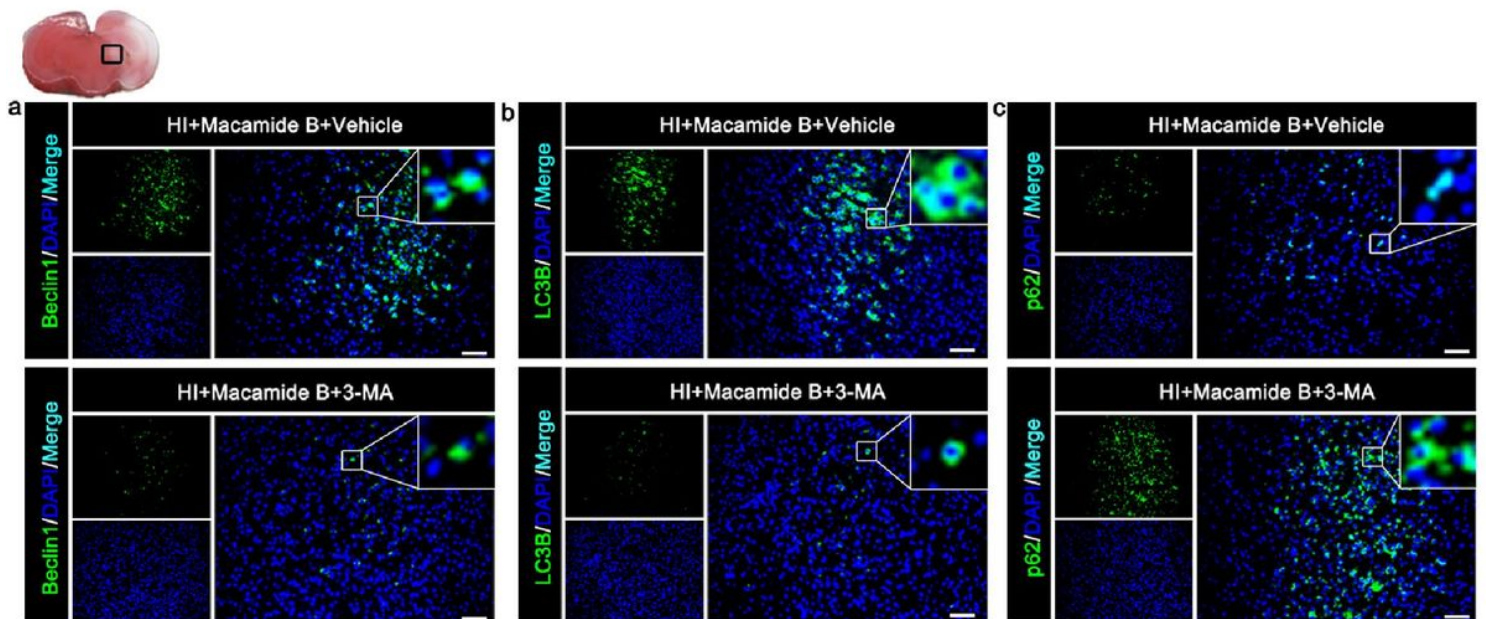 a
HI+Macamide B+Vehicle
Beclin1/DAPI/Merge
HI+Macamide B+3-MA
Beclin1/DAPI/Merge
b
HI+Macamide B+Vehicle
LC3B/DAPI/Merge
HI+Macamide B+3-MA
LC3B/DAPI/Merge
c
HI+Macamide B+Vehicle
p62/DAPI/Merge
HI+Macamide B+3-MA
p62/DAPI/Merge